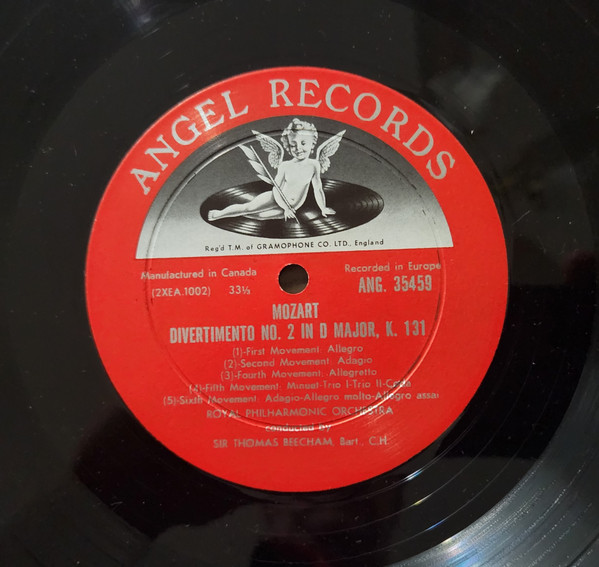 ANGEL RECORDS
Reg'd T.M. of GRAMOPHONE CO. LTD., England
Manufactured in Canada
Recorded in Europe
(2XEA.1002) 33⅓
ANG. 35459
MOZART
DIVERTIMENTO NO. 2 IN D MAJOR, K. 131
(1)-First Movement: Allegro
(2)-Second Movement: Adagio
(3)-Fourth Movement: Allegretto
(4)-Fifth Movement: Minuet-Trio I-Trio II-Coda
(5)-Sixth Movement: Adagio-Allegro molto-Allegro assai
ROYAL PHILHARMONIC ORCHESTRA
conducted by
SIR THOMAS BEECHAM, Bart., C.H.